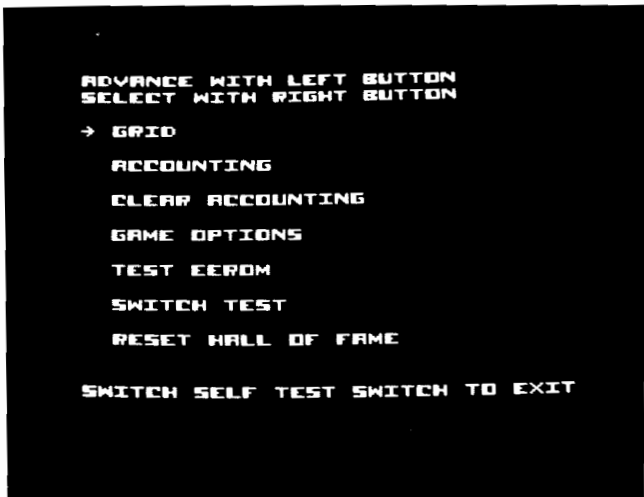 ADVANCE WITH LEFT BUTTON
SELECT WITH RIGHT BUTTON
→ GRID
ACCOUNTING
CLEAR ACCOUNTING
GAME OPTIONS
TEST EEROM
SWITCH TEST
RESET HALL OF FAME
SWITCH SELF TEST SWITCH TO EXIT